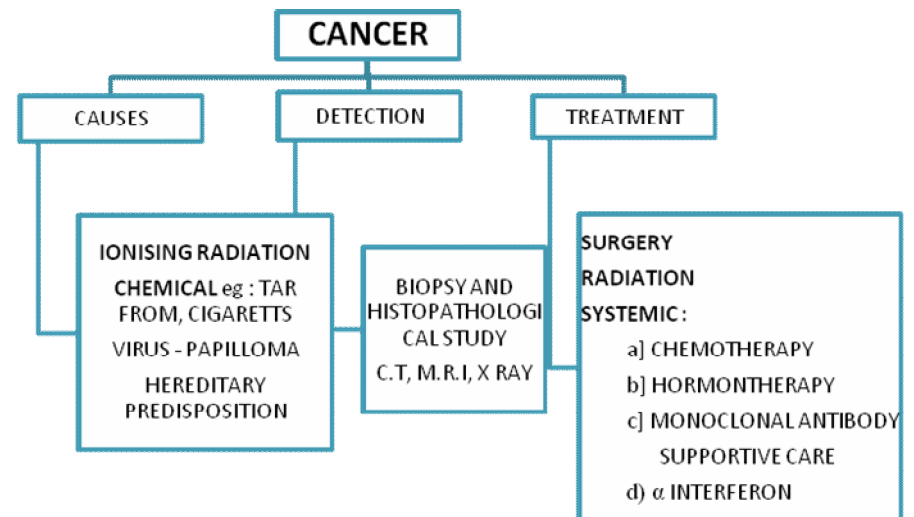 CANCER
CAUSES
DETECTION
TREATMENT
IONISING RADIATION
CHEMICAL eg : TAR
FROM, CIGARETTS
VIRUS - PAPILLOMA
HEREDITARY
PREDISPOSITION
BIOPSY AND
HISTOPATHOLOGI
CAL STUDY
C.T, M.R.I, X RAY
SURGERY
RADIATION
SYSTEMIC :
a] CHEMOTHERAPY
b] HORMONTHERAPY
c] MONOCLONAL ANTIBODY
SUPPORTIVE CARE
d) α INTERFERON